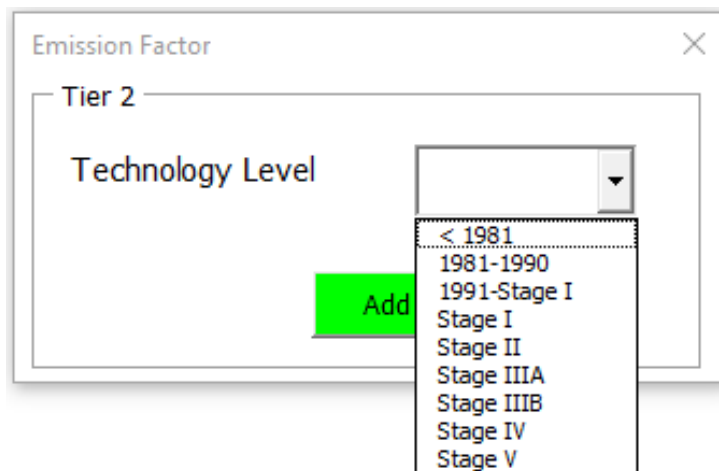 Emission Factor
Tier 2
Technology Level
< 1981
1981-1990
1991-Stage I
Add
Stage I
Stage II
Stage IIIA
Stage IIIB
Stage IV
Stage V